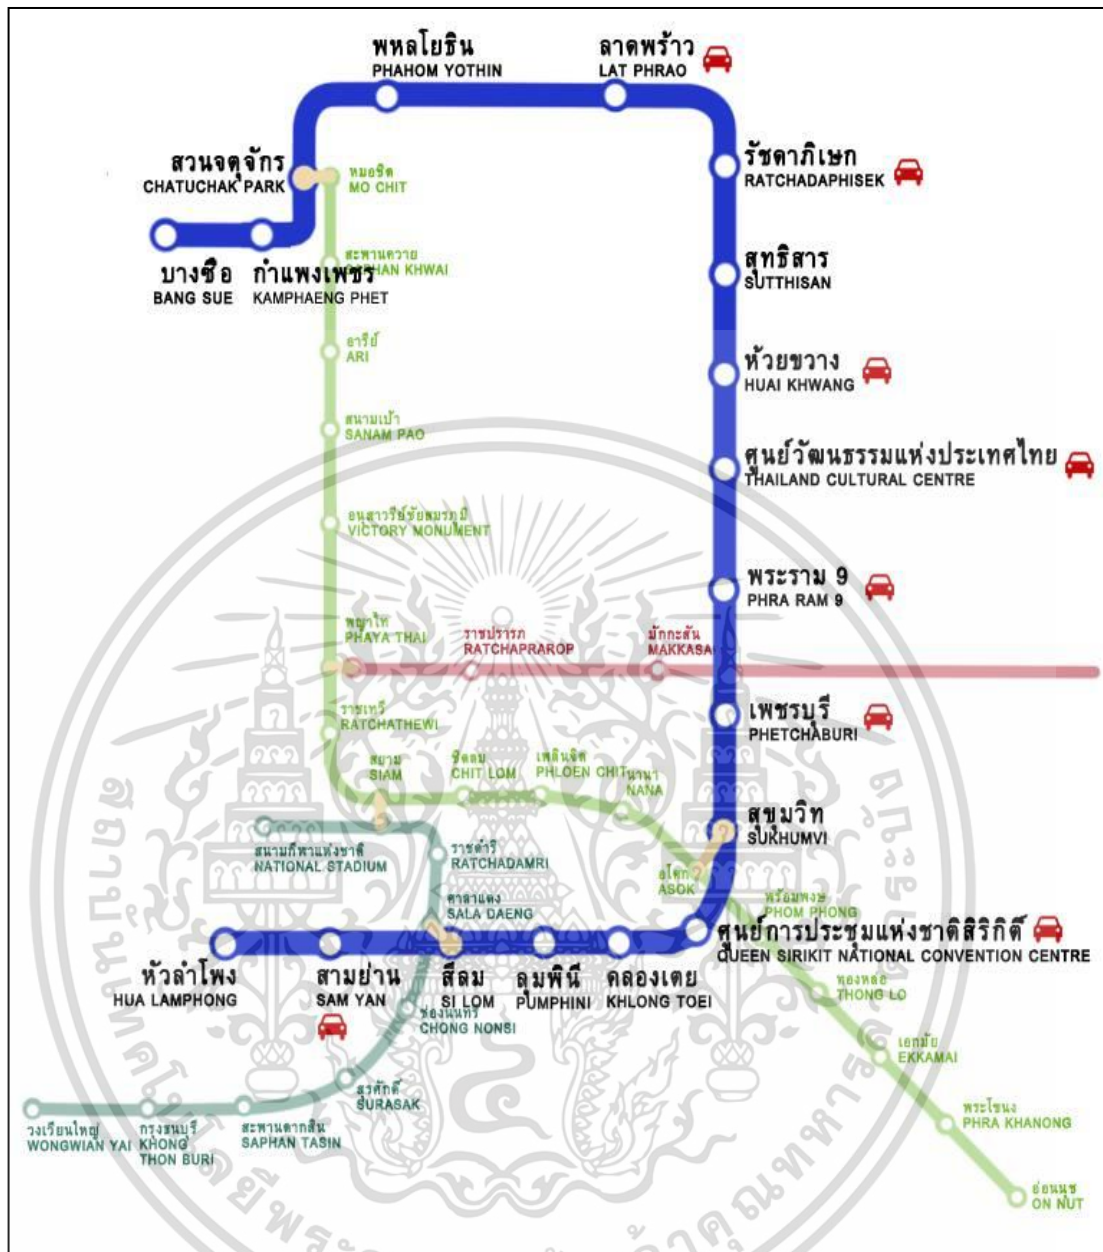 พหลโยธิน
PHAHOM YOTHIN
ลาดพร้าว
LAT PHRAO
สวนจตุจักร
CHATUCHAK PARK
หมอชิต
MO CHIT
รัชดาภิเษก
RATCHADAPHISEK
บางซือ
BANG SUE
กำแพงเพชร
KAMPHAENG PHET
สะพานควาย
SAPHAN KHWAI
สุทธิสาร
SUTTHISAN
อารีย์
ARI
ห้วยขวาง
HUAI KHWANG
สนามเป้า
SANAM PAO
ศูนย์วัฒนธรรมแห่งประเทศไทย
THAILAND CULTURAL CENTRE
อนุสาวรีย์ชัยสมรภูมิ
VICTORY MONUMENT
พระราม 9
PHRA RAM 9
พญาไท
PHAYA THAI
ราชปรารภ
RATCHAPRAROP
มักกะสัน
MAKKASA
ราชเทวี
RATCHATHEWI
เพชรบุรี
PHETCHABURI
สยาม
SIAM
ชิดลม
CHIT LOM
เพลินจิต
PHLOEN CHIT
นานา
NANA
สุขุมวิท
SUKHUMVI
สนามกีฬาแห่งชาติ
NATIONAL STADIUM
ราชดำริ
RATCHADAMRI
อโศก
ASOK
ศาลาแดง
SALA DAENG
พร้อมพงษ์
PHOM PHONG
ศูนย์การประชุมแห่งชาติสิริกิติ์
QUEEN SIRIKIT NATIONAL CONVENTION CENTRE
หัวลำโพง
HUA LAMPHONG
สามย่าน
SAM YAN
สีลม
SI LOM
ลุมพินี
PUMPHINI
คลองเตย
KHLONG TOEI
ช่องนนทรี
CHONG NONSI
ทองหล่อ
THONG LO
เอกมัย
EKKAMAI
สุรศักดิ์
SURASAK
พระโขนง
PHRA KHANONG
วงเวียนใหญ่
WONGWIAN YAI
กรุงธนบุรี
KHONG
THON BURI
สะพานตากสิน
SAPHAN TASIN
อ่อนนุช
ON NUT